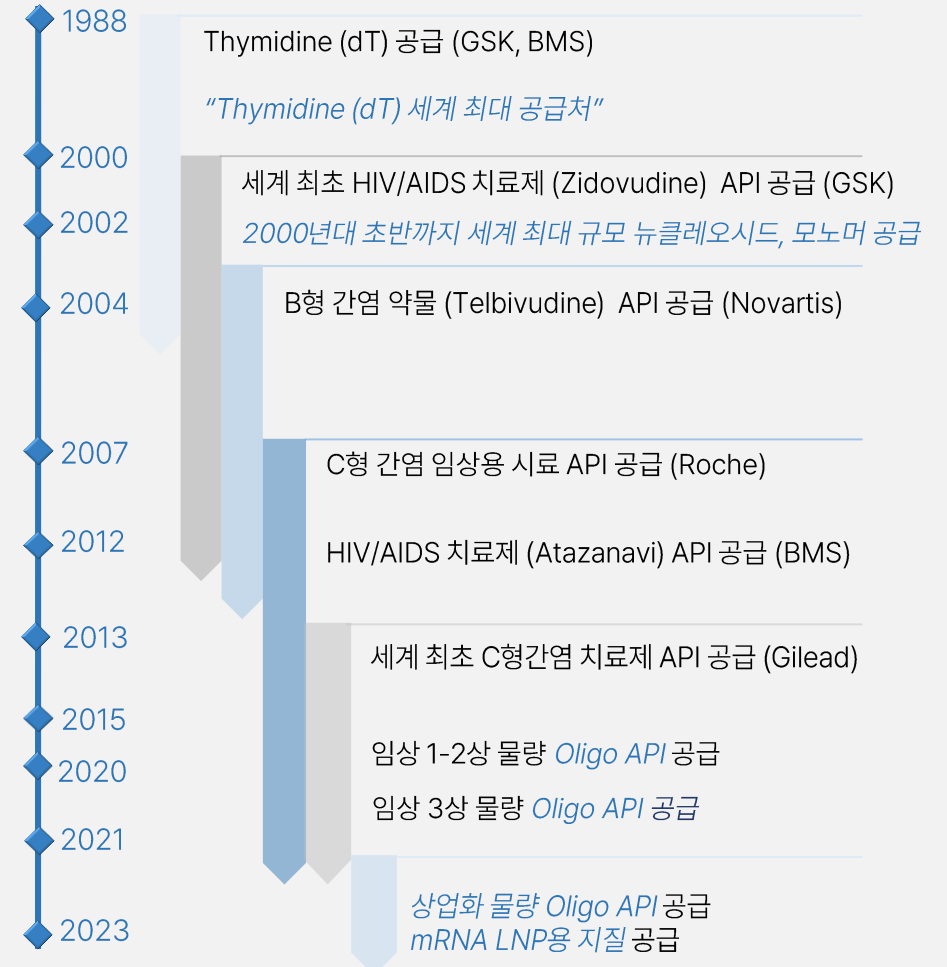 1988
Thymidine (dT) 공급 (GSK, BMS)
"Thymidine (dT) 세계 최대 공급처"
2000
세계 최초 HIV/AIDS 치료제 (Zidovudine) API 공급 (GSK)
2002
2000년대 초반까지 세계 최대 규모 뉴클레오시드, 모노머 공급
2004
B형 간염 약물 (Telbivudine) API 공급 (Novartis)
2007
C형 간염 임상용 시료 API 공급 (Roche)
2012
HIV/AIDS 치료제 (Atazanavi) API 공급 (BMS)
2013
세계 최초 C형간염 치료제 API 공급 (Gilead)
2015
임상 1-2상 물량 Oligo API 공급
2020
임상 3상 물량 Oligo API 공급
2021
상업화 물량 Oligo API 공급
2023
mRNA LNP용 지질 공급